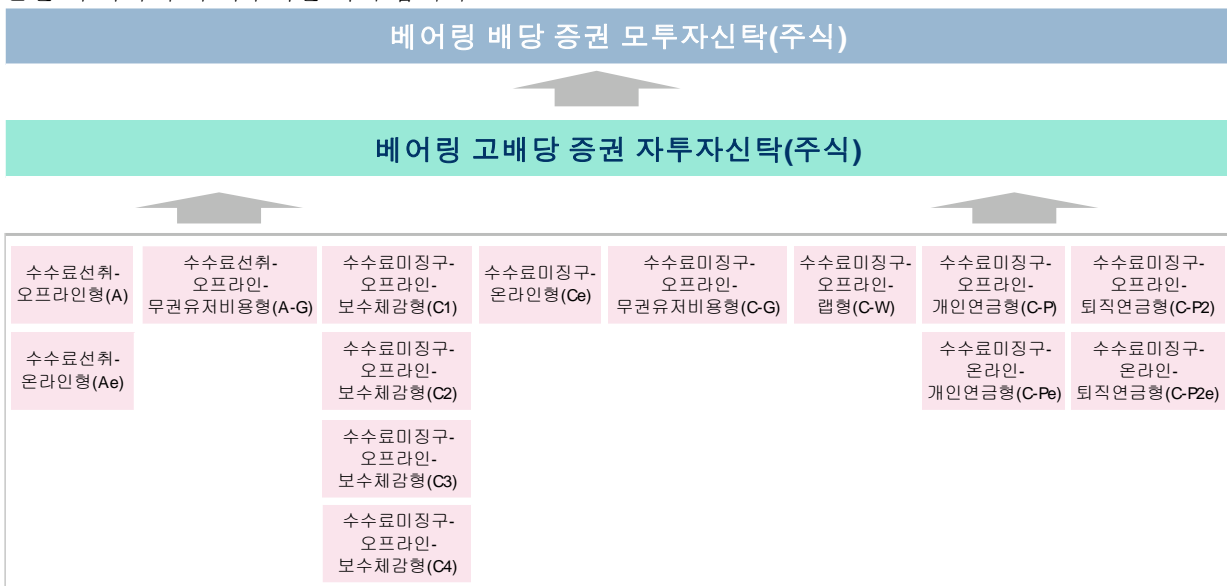 베어링 배당 증권 모투자신탁(주식)
베어링 고배당 증권 자투자신탁(주식)
수수료선취-
오프라인형(A)
수수료선취-
오프라인-
무권유저비용형(A-G)
수수료미징구-
오프라인-
보수체감형(C1)
수수료미징구-
온라인형(Ce)
수수료미징구-
오프라인-
무권유저비용형(C-G)
수수료미징구-
오프라인-
랩형(C-W)
수수료미징구-
오프라인-
개인연금형(C-P)
수수료미징구-
오프라인-
퇴직연금형(C-P2)
수수료선취-
온라인형(Ae)
수수료미징구-
오프라인-
보수체감형(C2)
수수료미징구-
온라인-
개인연금형(C-Pe)
수수료미징구-
온라인-
퇴직연금형(C-P2e)
수수료미징구-
오프라인-
보수체감형(C3)
수수료미징구-
오프라인-
보수체감형(C4)